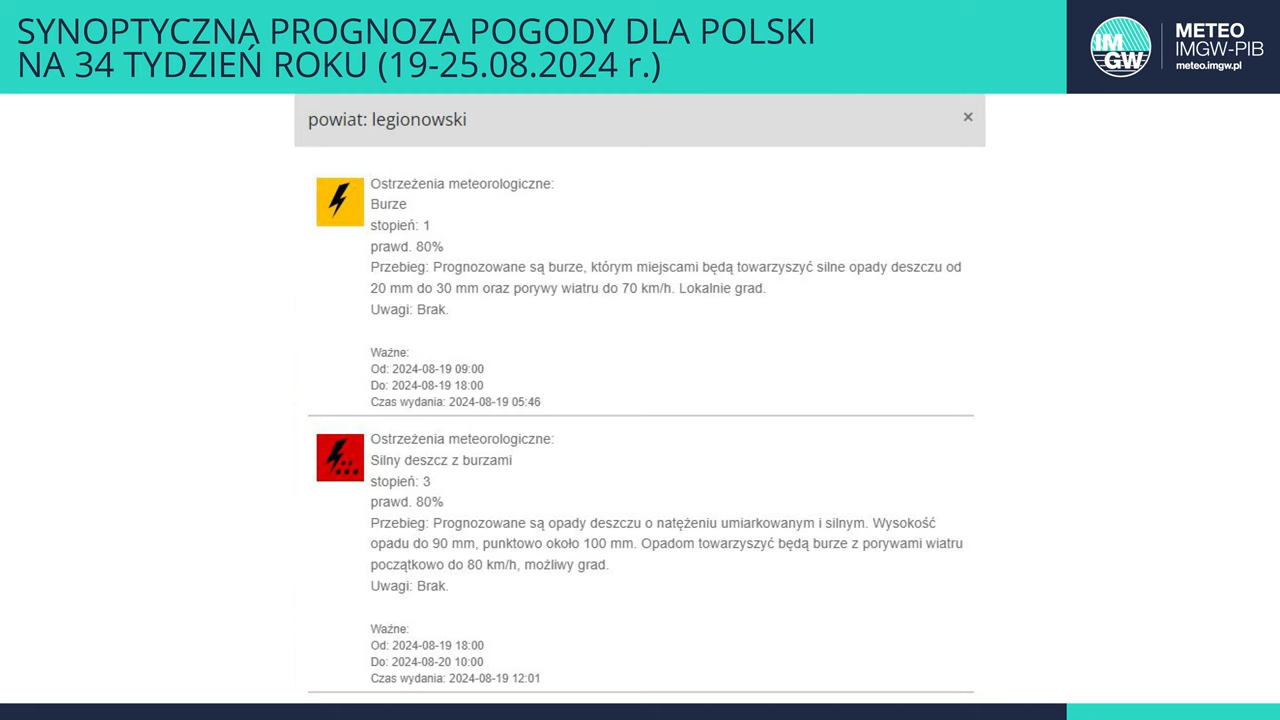 SYNOPTYCZNA PROGNOZA POGODY DLA POLSKI
NA 34 TYDZIEŃ ROKU (19-25.08.2024 r.)
IM
GW
METEO
IMGW-PIB
meteo.imgw.pl
powiat: legionowski
×
Ostrzeżenia meteorologiczne:
Burze
stopień: 1
prawd. 80%
Przebieg: Prognozowane są burze, którym miejscami będą towarzyszyć silne opady deszczu od
20 mm do 30 mm oraz porywy wiatru do 70 km/h. Lokalnie grad.
Uwagi: Brak.
Ważne:
Od: 2024-08-19 09:00
Do: 2024-08-19 18:00
Czas wydania: 2024-08-19 05:46
Ostrzeżenia meteorologiczne:
Silny deszcz z burzami
stopień: 3
prawd. 80%
Przebieg: Prognozowane są opady deszczu o natężeniu umiarkowanym i silnym. Wysokość
opadu do 90 mm, punktowo około 100 mm. Opadom towarzyszyć będą burze z porywami wiatru
początkowo do 80 km/h, możliwy grad.
Uwagi: Brak.
Ważne:
Od: 2024-08-19 18:00
Do: 2024-08-20 10:00
Czas wydania: 2024-08-19 12:01